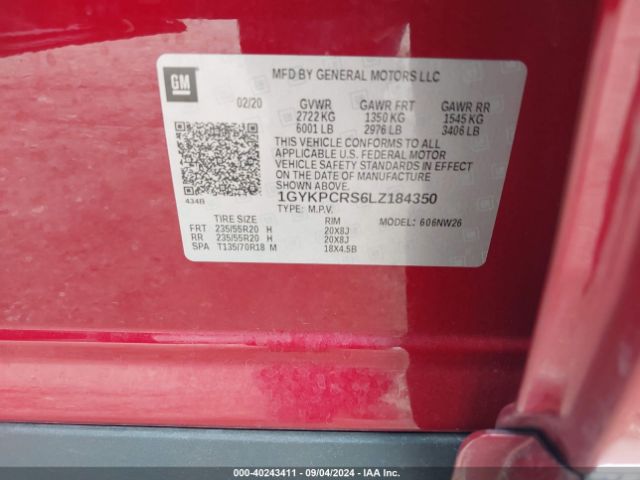 GM
MFD BY GENERAL MOTORS LLC
02/20 GVWR GAWR FRT GAWR RR
2722 KG 1350 KG 1545 KG
6001 LB 2976 LB 3406 LB
THIS VEHICLE CONFORMS TO ALL
APPLICABLE U.S. FEDERAL MOTOR
VEHICLE SAFETY STANDARDS IN EFFECT
ON THE DATE OF MANUFACTURE
SHOWN ABOVE.
434B 1GYKPCRS6LZ184350
TYPE: M.P.V. MODEL: 606NW26
TIRE SIZE RIM
FRT 235/55R20 H 20X8J
RR 235/55R20 H 20X8J
SPA T135/70R18 M 18X4.5B
000-40243411 - 09/04/2024 - IAA Inc.